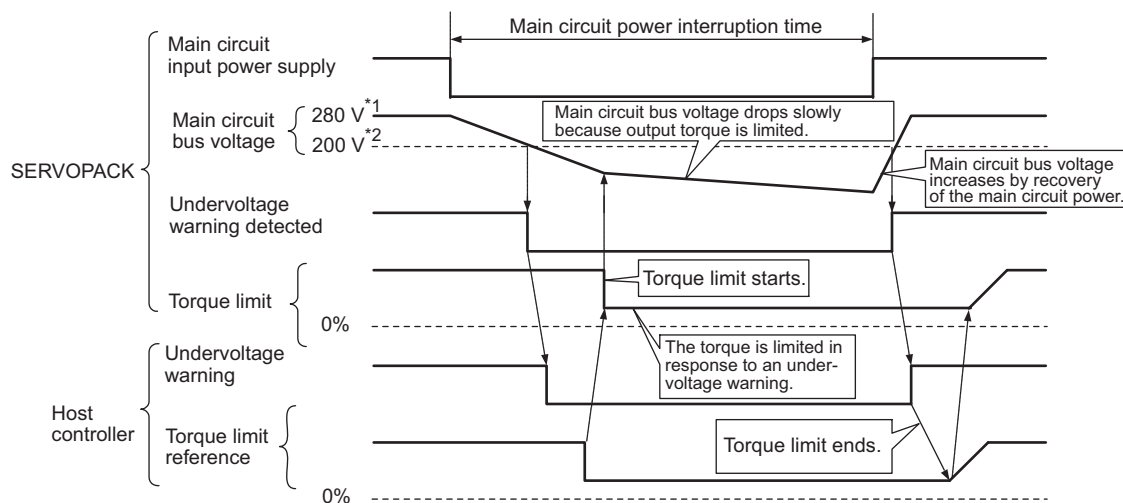 Main circuit power interruption time
Main circuit
input power supply
Main circuit
bus voltage
280 V*1
200 V*2
Main circuit bus voltage drops slowly
because output torque is limited.
SERVOPACK
Main circuit bus voltage
increases by recovery
of the main circuit power.
Undervoltage
warning detected
Torque limit starts.
Torque limit
0%
The torque is limited in
response to an under-
voltage warning.
Undervoltage
warning
Host
controller
Torque limit
reference
Torque limit ends.
0%